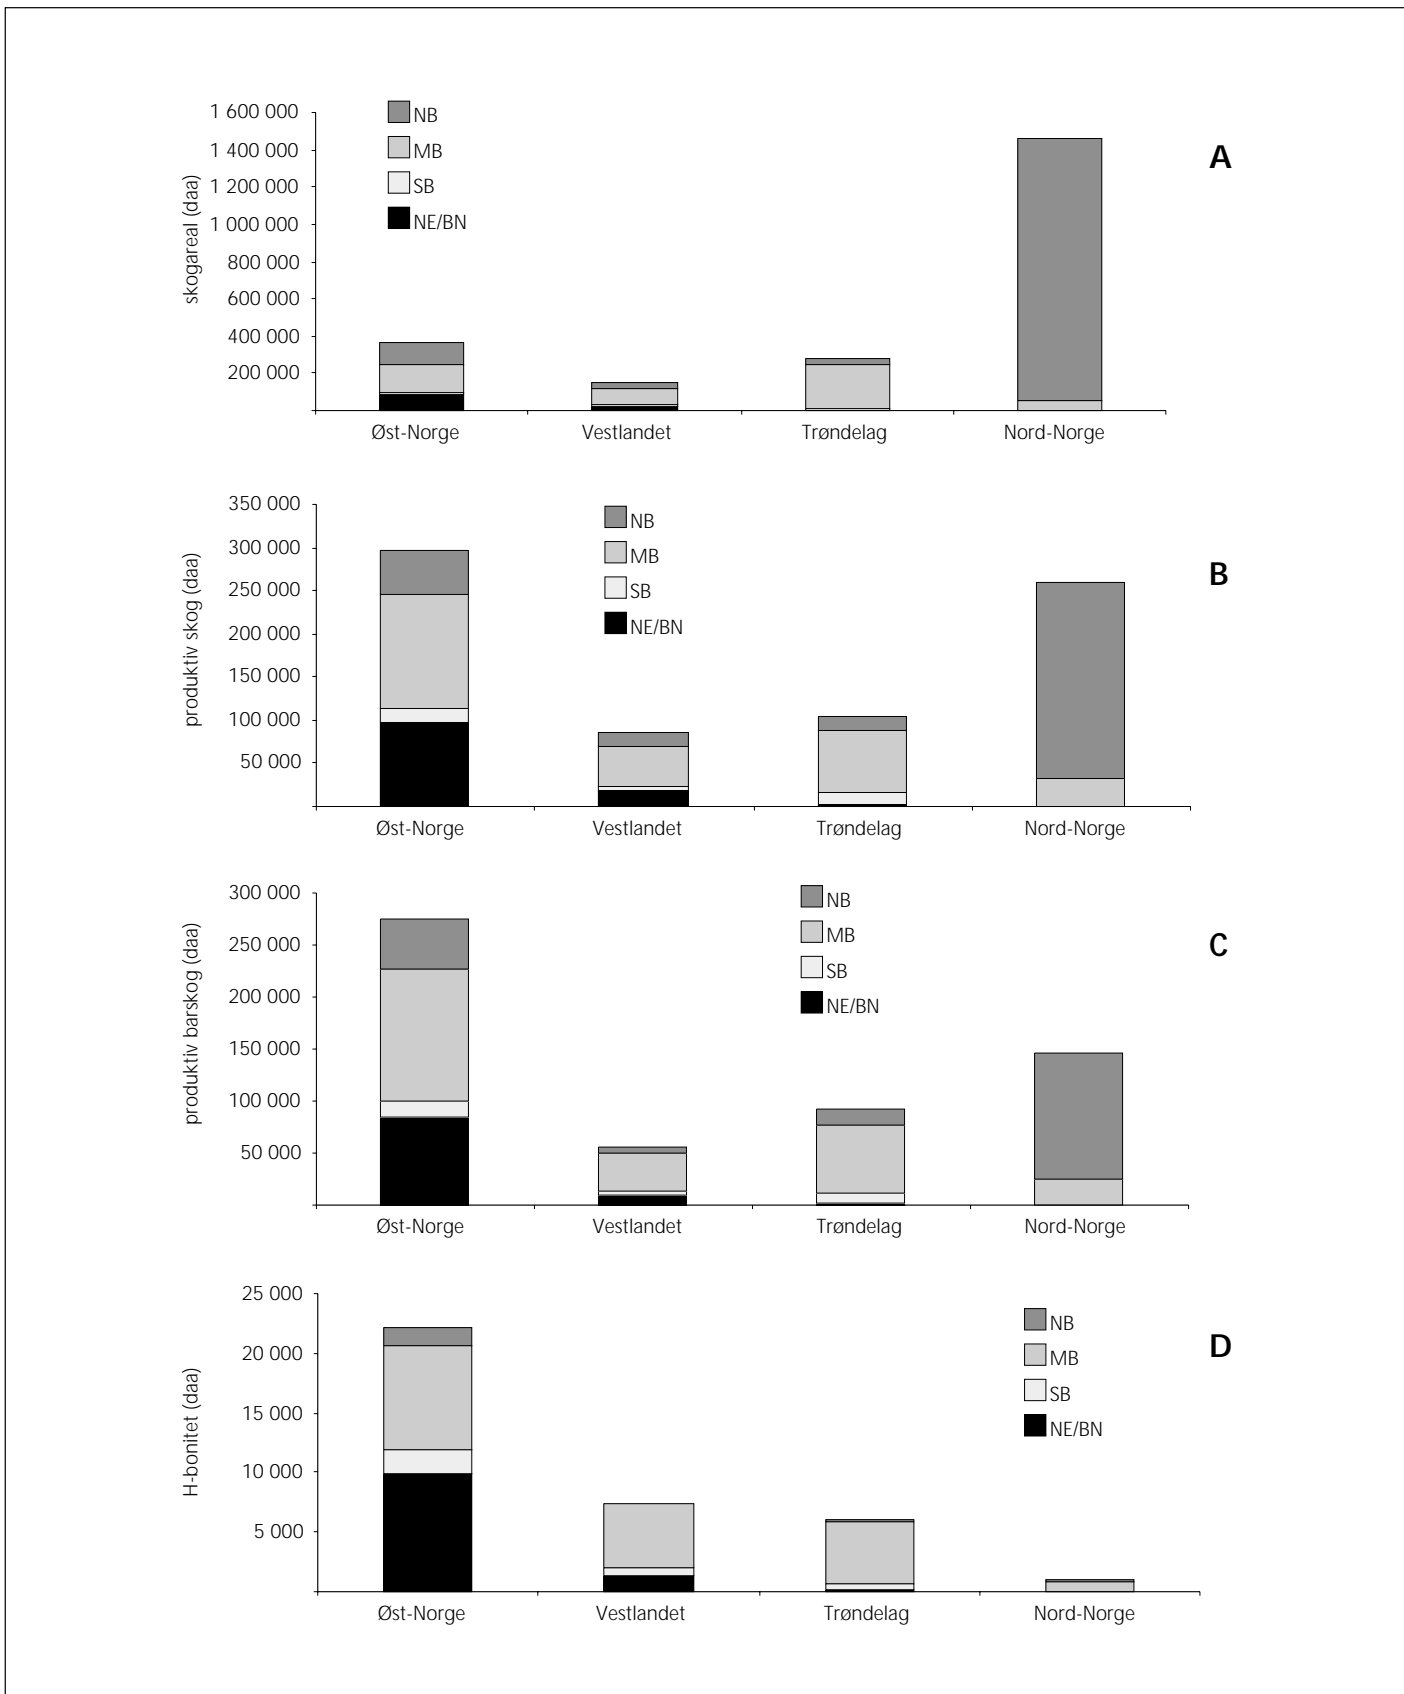 1 600 000
1 400 000
1 200 000
1 000 000
800 000
600 000
400 000
200 000
skogareal (daa)
NB
MB
SB
NE/BN
A
Øst-Norge Vestlandet Trøndelag Nord-Norge
350 000
300 000
250 000
200 000
150 000
100 000
50 000
produktiv skog (daa)
NB
MB
SB
NE/BN
B
Øst-Norge Vestlandet Trøndelag Nord-Norge
300 000
250 000
200 000
150 000
100 000
50 000
produktiv barskog (daa)
NB
MB
SB
NE/BN
C
Øst-Norge Vestlandet Trøndelag Nord-Norge
25 000
20 000
15 000
10 000
5 000
H-bonitet (daa)
NB
MB
SB
NE/BN
D
Øst-Norge Vestlandet Trøndelag Nord-Norge